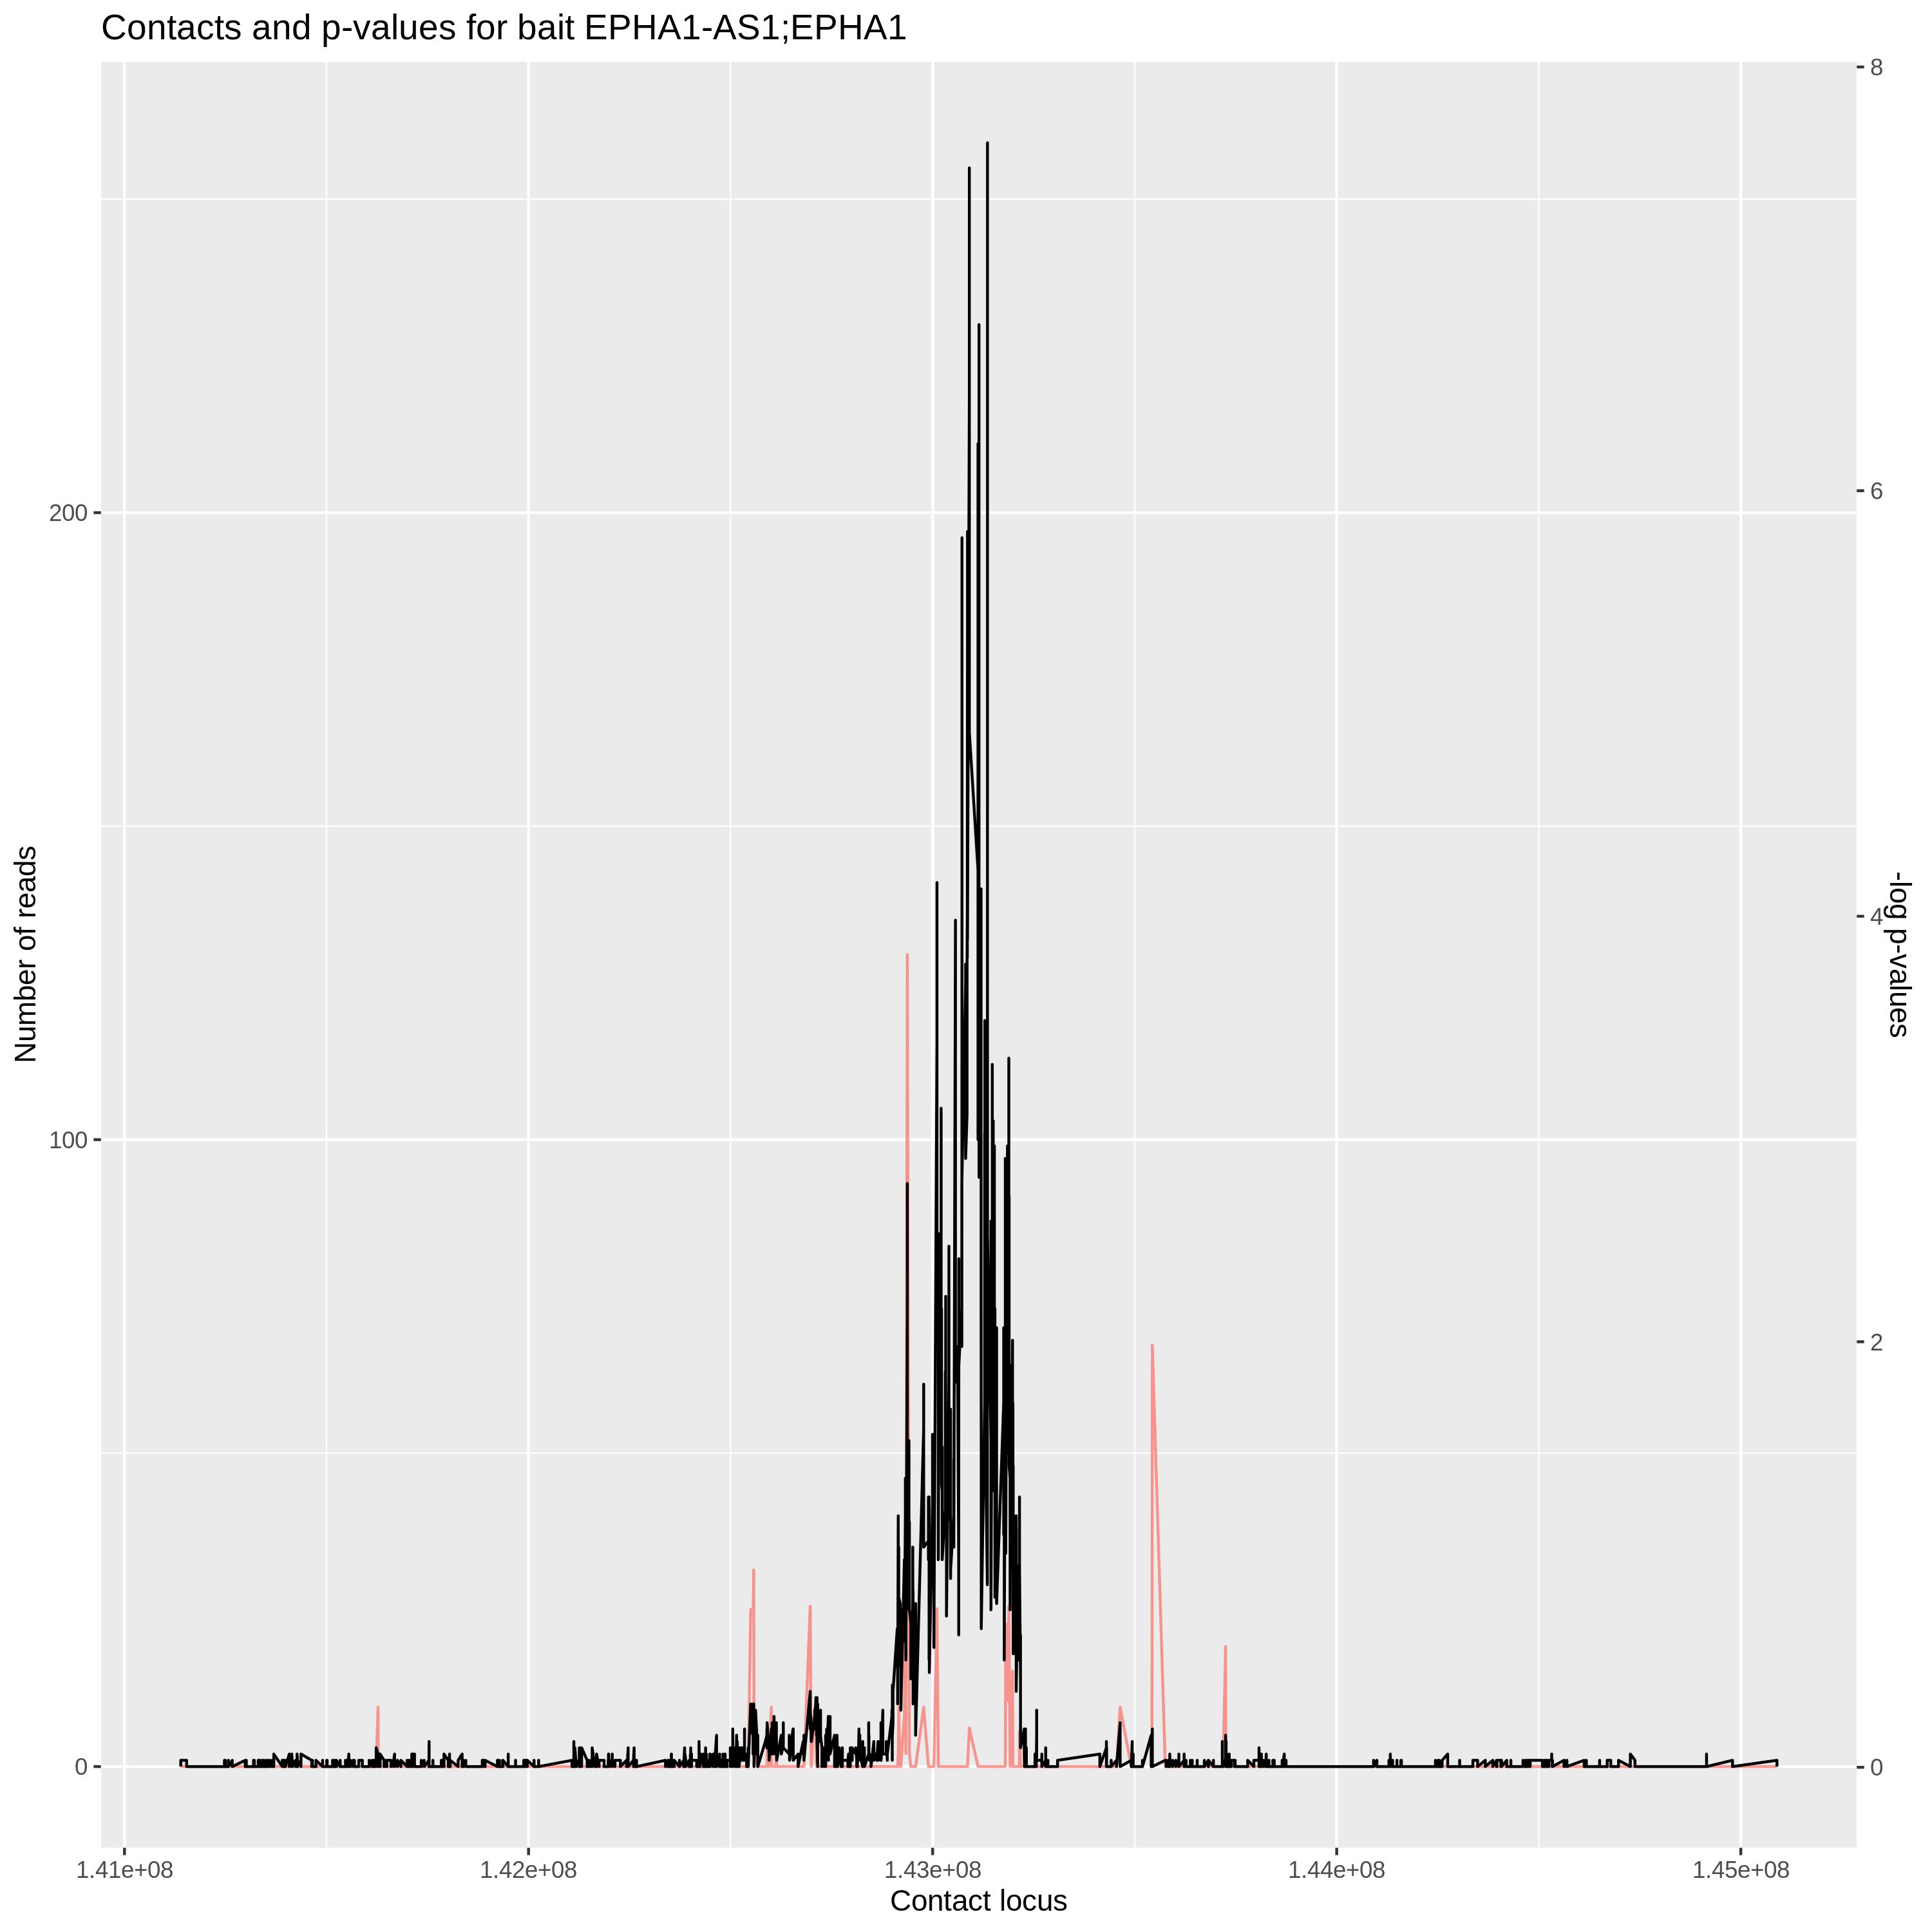 Contacts and p-values for bait EPHA1-AS1;EPHA1
8
200
6
Number of reads
4
-log p-values
100
2
0
0
1.41e+08
1.42e+08
1.43e+08
1.44e+08
1.45e+08
Contact locus